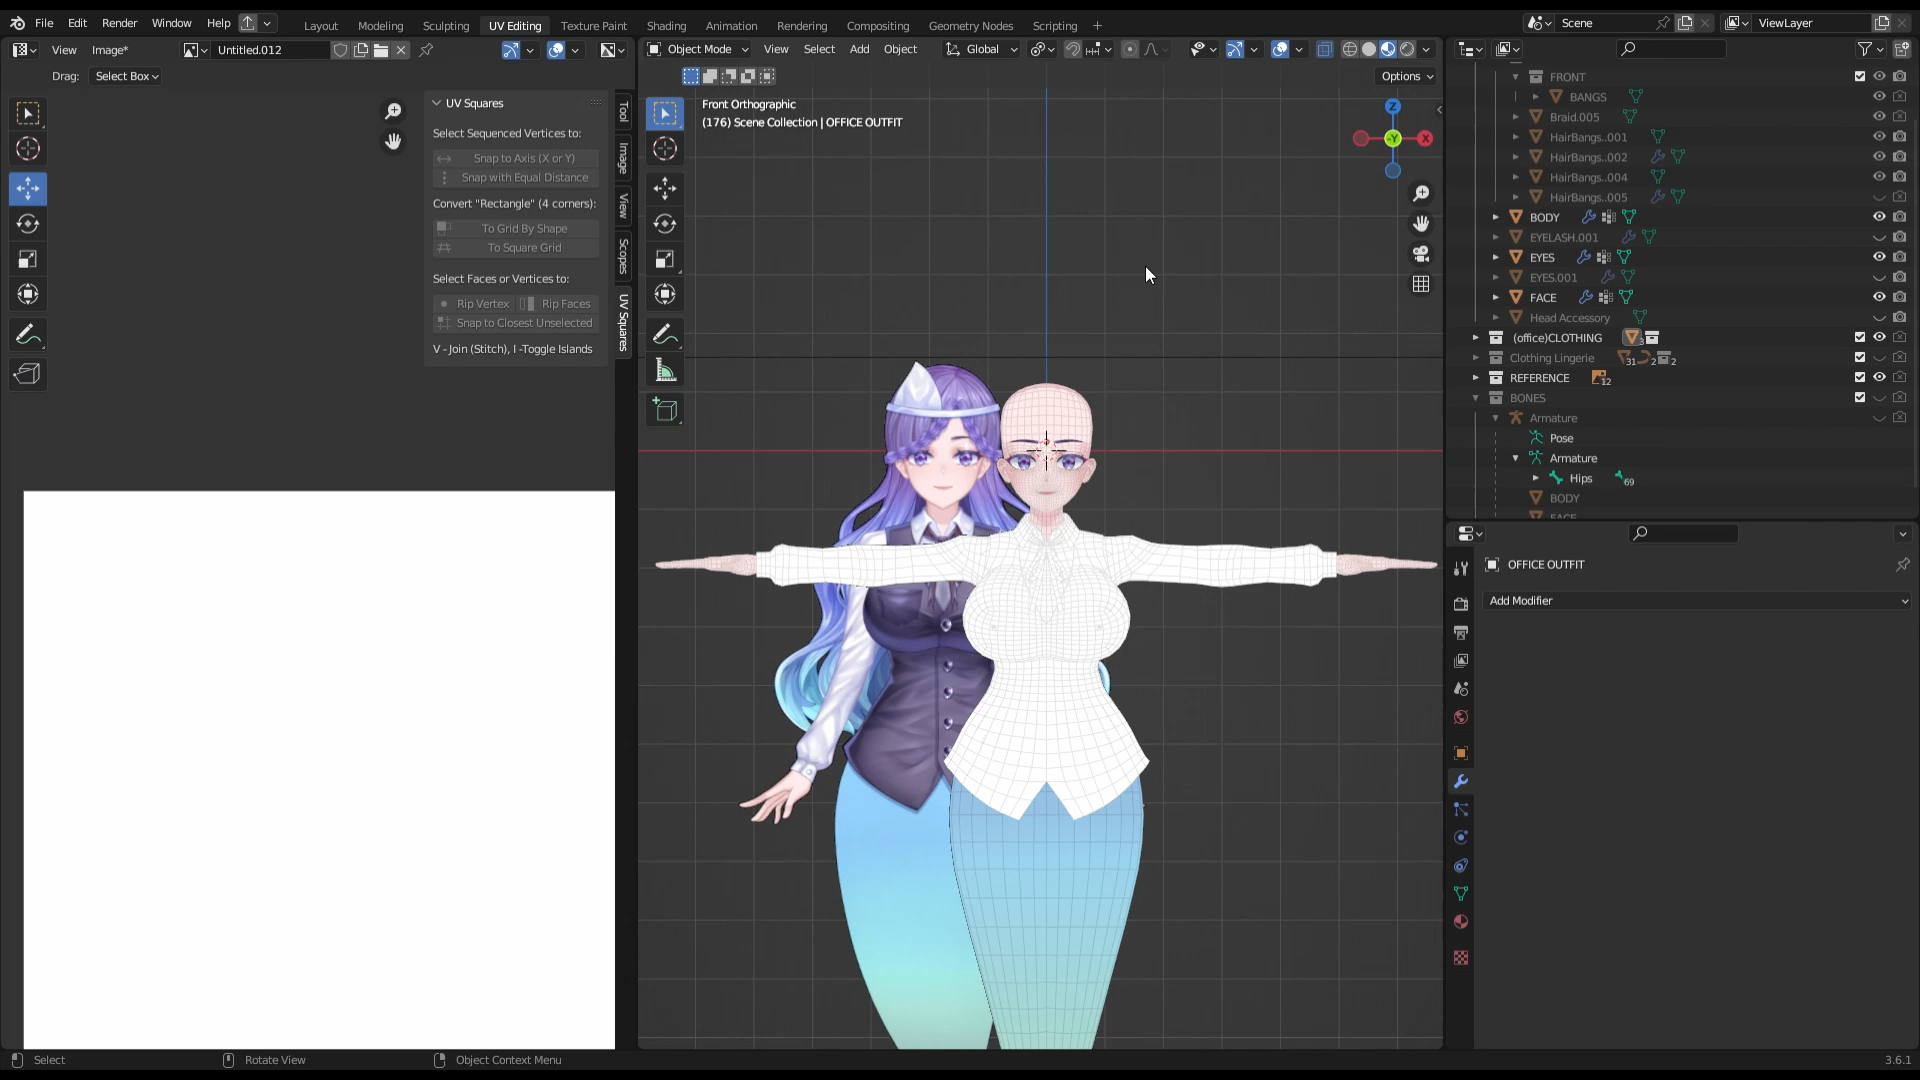 File Edit Render Window Help Layout Modeling Sculpting UV Editing Texture Paint Shading Animation Rendering Compositing Geometry Nodes Scripting + Scene ViewLayer
View Image* Untitled.012
Object Mode View Select Add Object Global
Drag: Select Box
Options
UV Squares
Select Sequenced Vertices to:
Snap to Axis (X or Y)
Snap with Equal Distance
Convert "Rectangle" (4 corners):
To Grid By Shape
To Square Grid
Select Faces or Vertices to:
Rip Vertex Rip Faces
Snap to Closest Unselected
V - Join (Stitch), I -Toggle Islands
Tool
Image
View
Scopes
UV Squares
Front Orthographic
(176) Scene Collection | OFFICE OUTFIT
Z
-Y
X
FRONT
BANGS
Braid.005
HairBangs..001
HairBangs..002
HairBangs..004
HairBangs..005
BODY
EYELASH.001
EYES
EYES.001
FACE
Head Accessory
(office)CLOTHING 3
Clothing Lingerie 31 2 2
REFERENCE 12
BONES
Armature
Pose
Armature
Hips 69
BODY
FACE
OFFICE OUTFIT
Add Modifier
Select Rotate View Object Context Menu 3.6.1